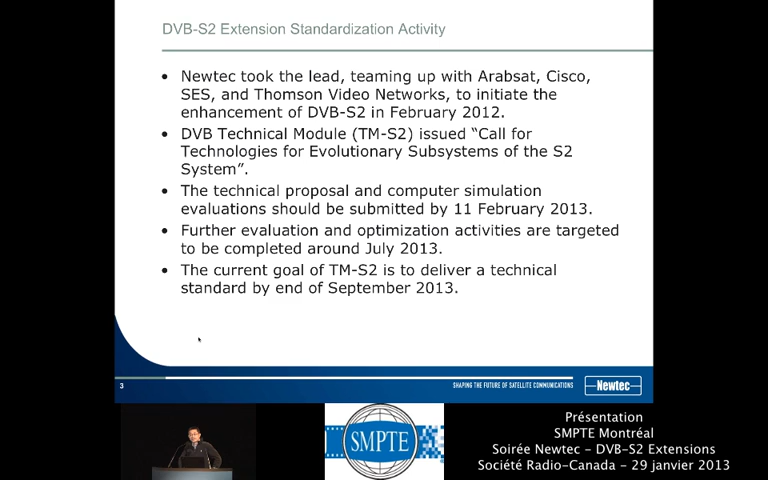 DVB-S2 Extension Standardization Activity
• Newtec took the lead, teaming up with Arabsat, Cisco,
SES, and Thomson Video Networks, to initiate the
enhancement of DVB-S2 in February 2012.
• DVB Technical Module (TM-S2) issued “Call for
Technologies for Evolutionary Subsystems of the S2
System”.
• The technical proposal and computer simulation
evaluations should be submitted by 11 February 2013.
• Further evaluation and optimization activities are targeted
to be completed around July 2013.
• The current goal of TM-S2 is to deliver a technical
standard by end of September 2013.
3
SHAPING THE FUTURE OF SATELLITE COMMUNICATIONS
Newtec
SMPTE
Présentation
SMPTE Montréal
Soirée Newtec - DVB-S2 Extensions
Société Radio-Canada - 29 janvier 2013